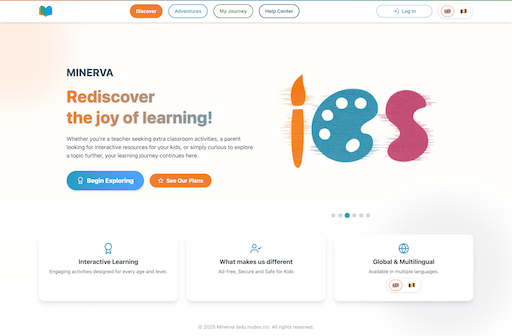 Discover
Adventures
My Journey
Help Center
Log In
MINERVA
Rediscover
the joy of learning!
Whether you're a teacher seeking extra classroom activities, a parent
looking for interactive resources for your kids, or simply curious to explore
a topic further, your learning journey continues here.
Begin Exploring
See Our Plans
ics
Interactive Learning
Engaging activities designed for every age and level.
What makes us different
Ad-free, Secure and Safe for Kids
Global & Multilingual
Available in multiple languages.
© 2025 Minerva (edu.nodes.ro). All rights reserved.